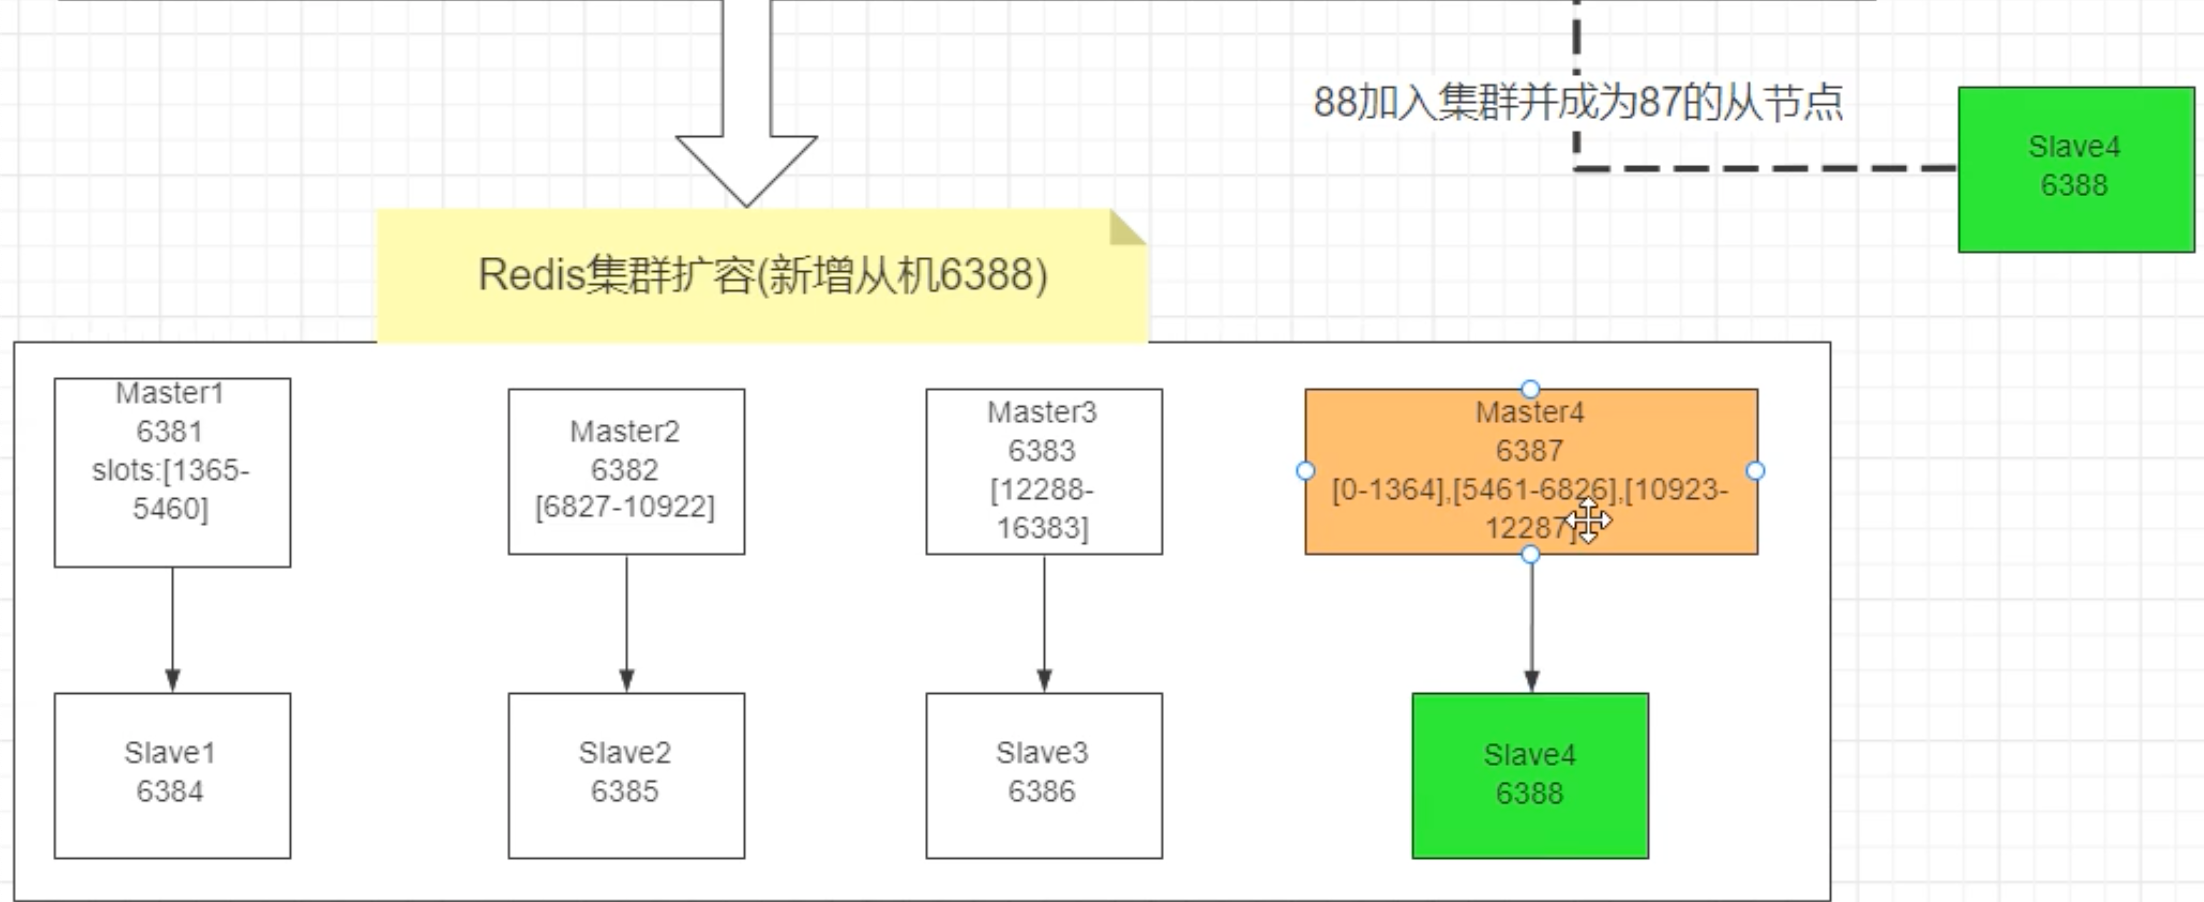 88加入集群并成为87的从节点
Slave4
6388
Redis集群扩容(新增从机6388)
Master1
6381
slots:[1365-
5460]
Master2
6382
[6827-10922]
Master3
6383
[12288-
16383]
Master4
6387
[0-1364],[5461-6826],[10923-
12287]
Slave1
6384
Slave2
6385
Slave3
6386
Slave4
6388